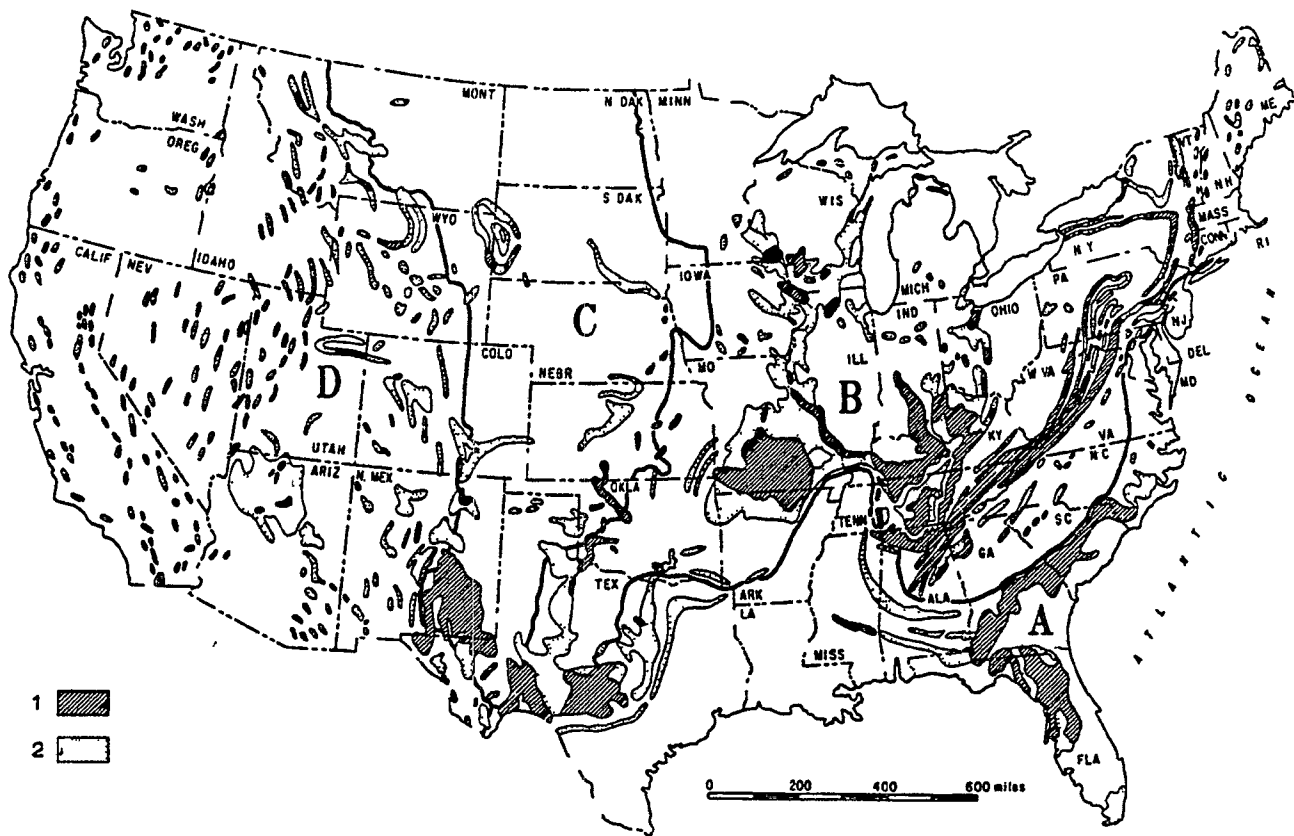 WASH
OREG
CALIF
NEV
IDAHO
MONT
WYO
UTAH
ARIZ
COLO
N. MEX
N DAK
S DAK
NEBR
OKLA
TEX
MINN
IOWA
MO
ARK
LA
WIS
ILL
MICH
IND
OHIO
KY
TENN
MISS
ALA
GA
FLA
SC
NC
VA
W VA
PA
N Y
NJ
DEL
MD
VT
NH
ME
MASS
CONN
RI
A
B
C
D
ATLANTIC
OCEAN
1
2
0 200 400 600 miles